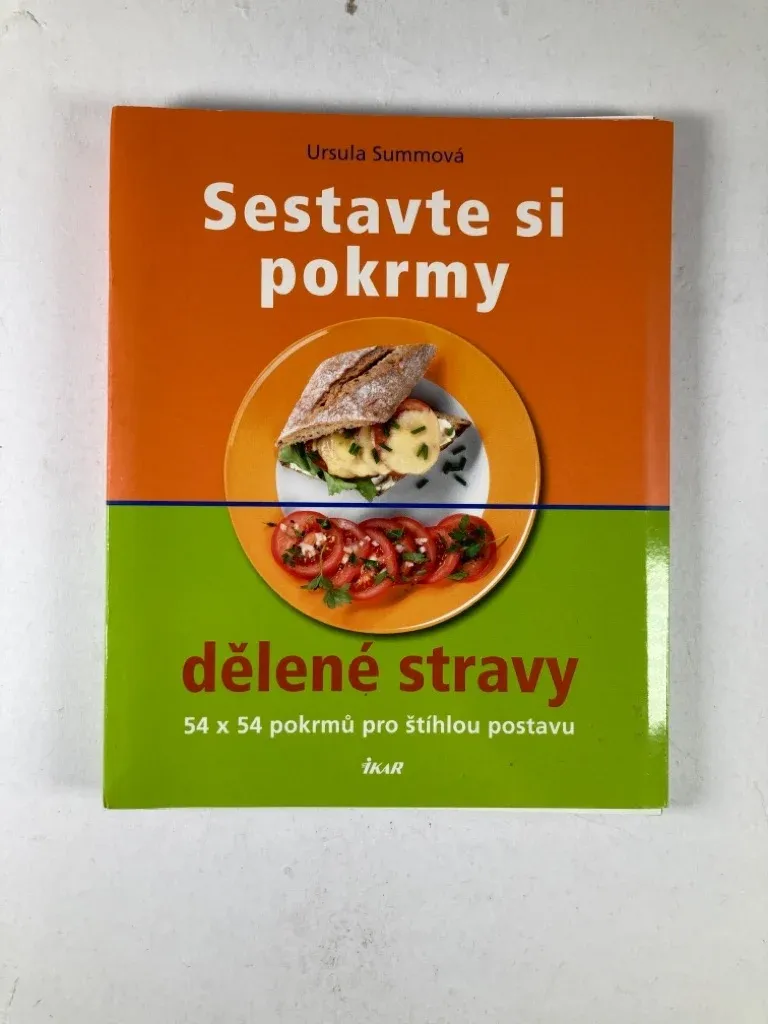 Ursula Summová
Sestavte si
pokrmy
dělené stravy
54 x 54 pokrmů pro štíhlou postavu
IKAR